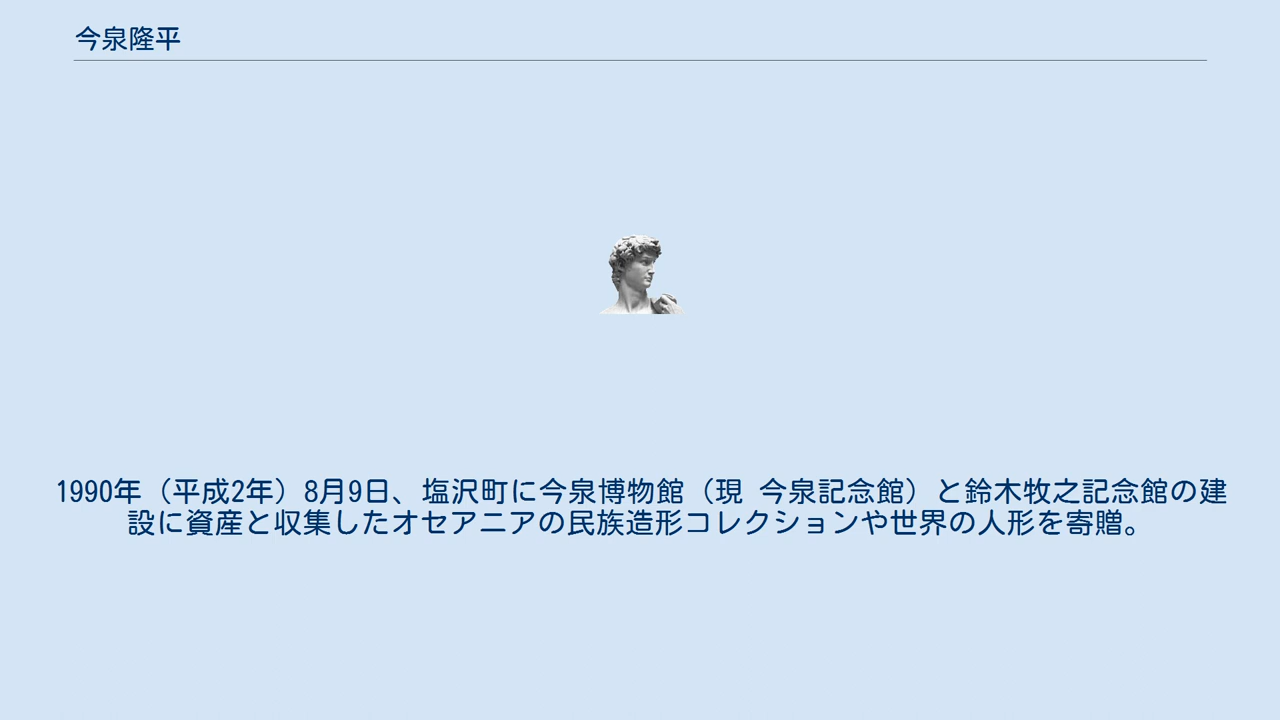 今泉隆平
1990年（平成2年）8月9日、塩沢町に今泉博物館（現 今泉記念館）と鈴木牧之記念館の建
設に資産と収集したオセアニアの民族造形コレクションや世界の人形を寄贈。